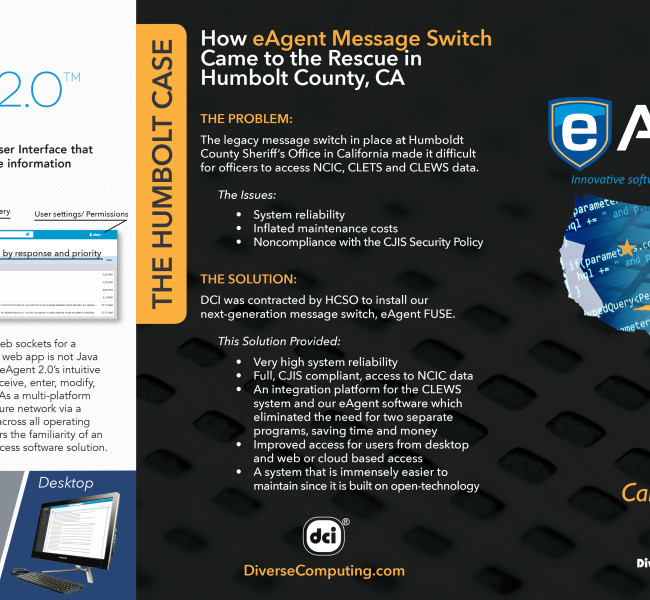 2.0™
ser Interface that
e information
ery
User settings/ Permissions
by response and priority
eb sockets for a
web app is not Java
eAgent 2.0's intuitive
ceive, enter, modify,
As a multi-platform
ure network via a
across all operating
rs the familiarity of an
cess software solution.
Desktop
THE HUMBOLT CASE
How eAgent Message Switch
Came to the Rescue in
Humbolt County, CA
THE PROBLEM:
The legacy message switch in place at Humboldt
County Sheriff's Office in California made it difficult
for officers to access NCIC, CLETS and CLEWS data.
The Issues:
• System reliability
• Inflated maintenance costs
• Noncompliance with the CJIS Security Policy
THE SOLUTION:
DCI was contracted by HCSO to install our
next-generation message switch, eAgent FUSE.
This Solution Provided:
• Very high system reliability
• Full, CJIS compliant, access to NCIC data
• An integration platform for the CLEWS
system and our eAgent software which
eliminated the need for two separate
programs, saving time and money
• Improved access for users from desktop
and web or cloud based access
• A system that is immensely easier to
maintain since it is built on open-technology
dci®
DiverseComputing.com
e A
Innovative softw
Ca
Div